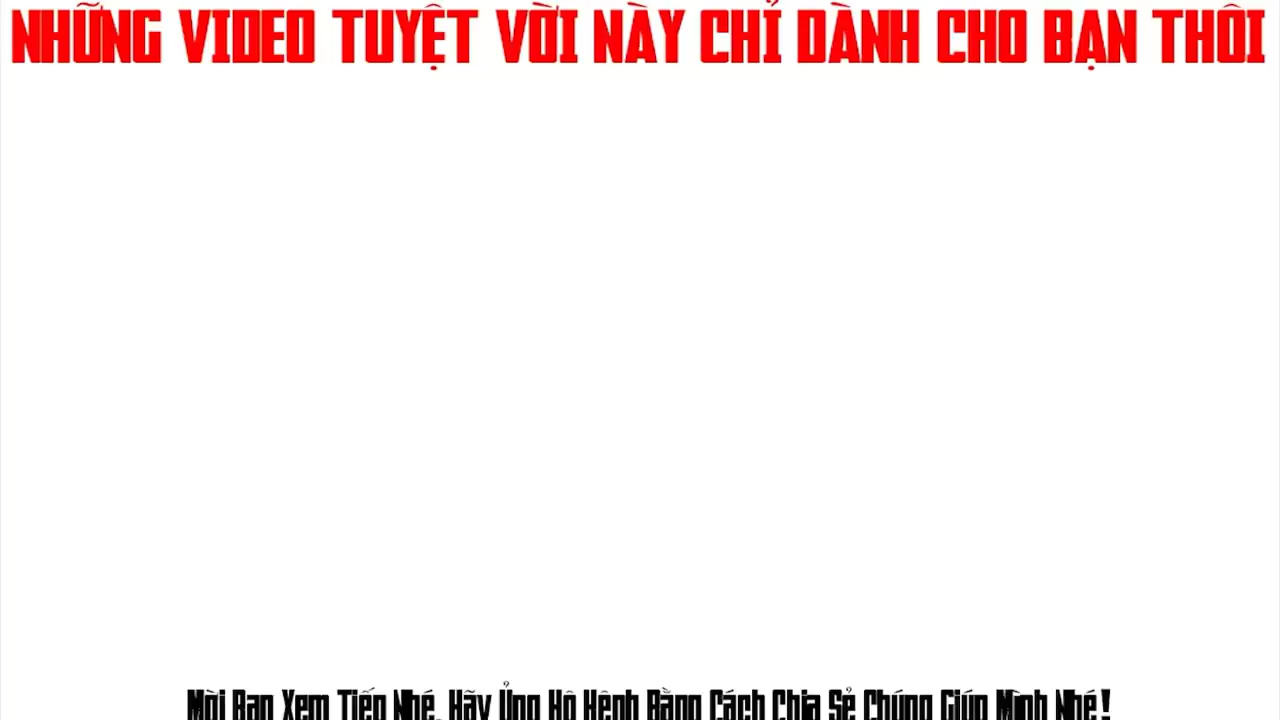 NHỮNG VIDEO TUYỆT VỜI NÀY CHỈ DÀNH CHO BẠN THÔI
Mời Bạn Xem Tiếp Nhé, Hãy Ủng Hộ Kênh Bằng Cách Chia Sẻ Chúng Giúp Mình Nhé!